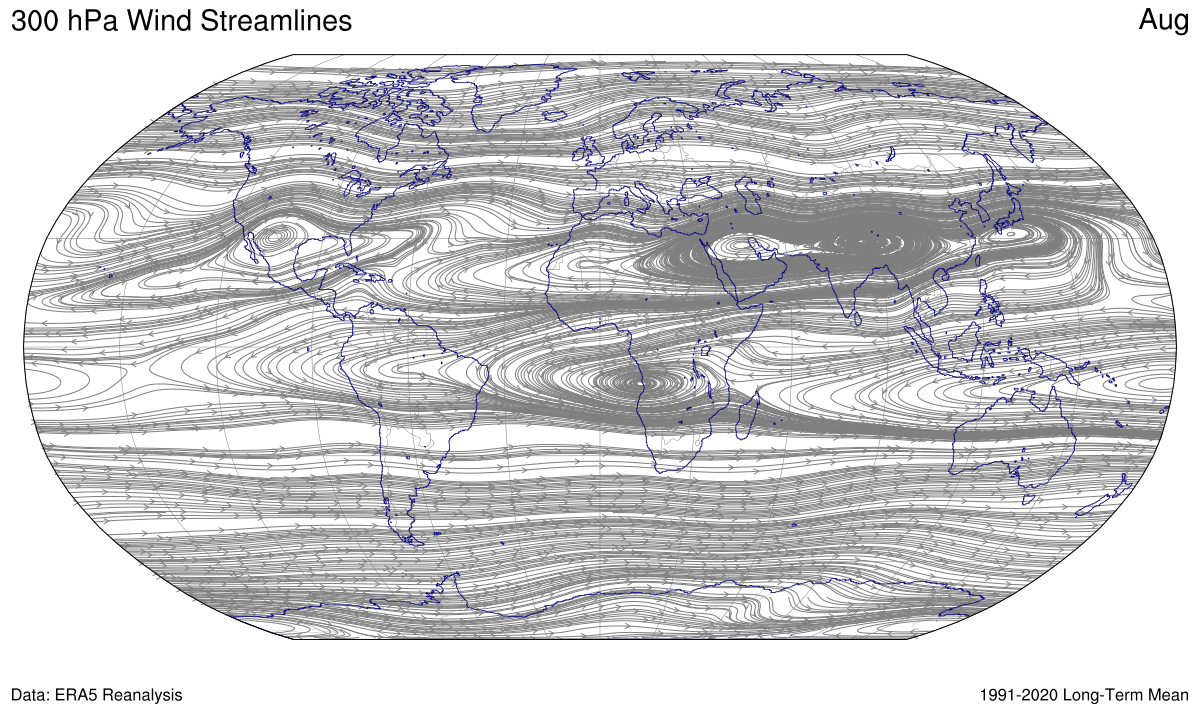 300 hPa Wind Streamlines
Aug
Data: ERA5 Reanalysis
1991-2020 Long-Term Mean